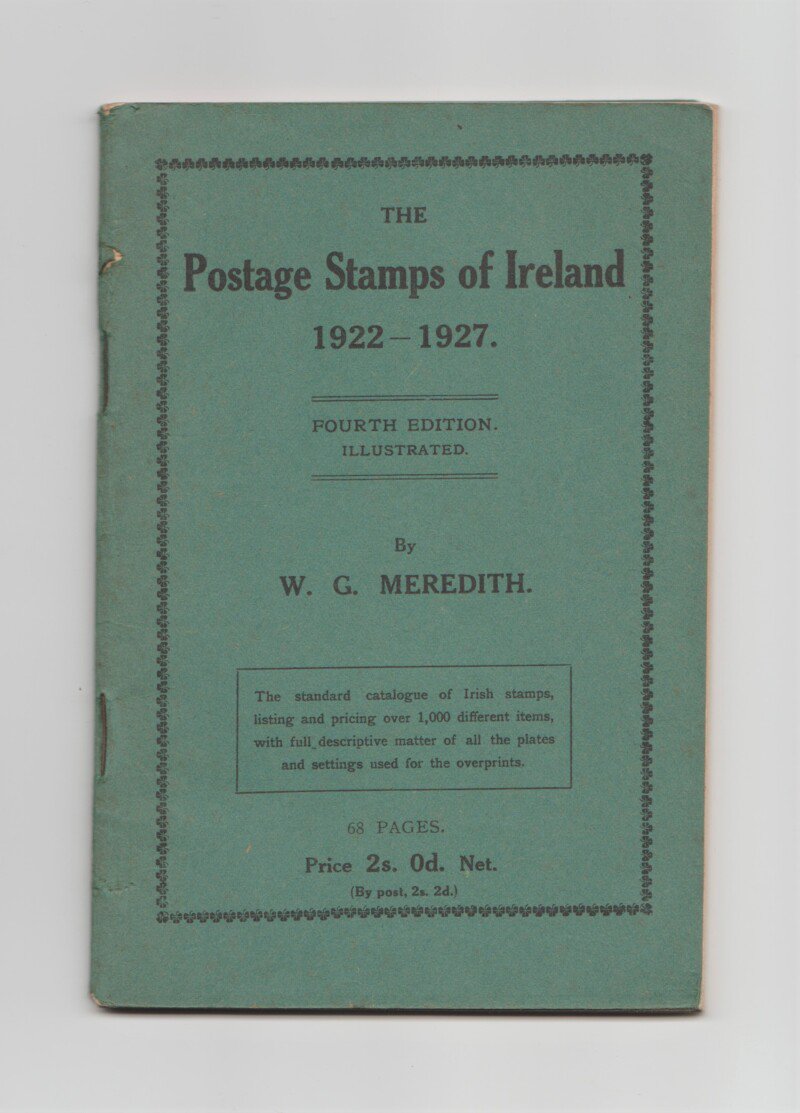 THE
Postage Stamps of Ireland
1922–1927.
FOURTH EDITION.
ILLUSTRATED.
By
W. G. MEREDITH.
The standard catalogue of Irish stamps,
listing and pricing over 1,000 different items,
with full descriptive matter of all the plates
and settings used for the overprints.
68 PAGES.
Price 2s. 0d. Net.
(By post, 2s. 2d.)